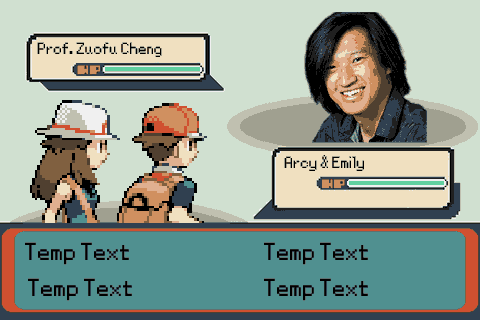 Prof. Zuofu Cheng
HP
Arcy & Emily
HP
Temp Text Temp Text
Temp Text Temp Text